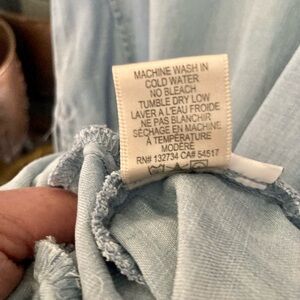 MACHINE WASH IN
COLD WATER
NO BLEACH
TUMBLE DRY LOW
LAVER A L'EAU FROIDE
NE PAS BLANCHIR
SÉCHAGE EN MACHINE
À TEMPÉRATURE
MODÉRÉ
RN# 132734 CA# 54517